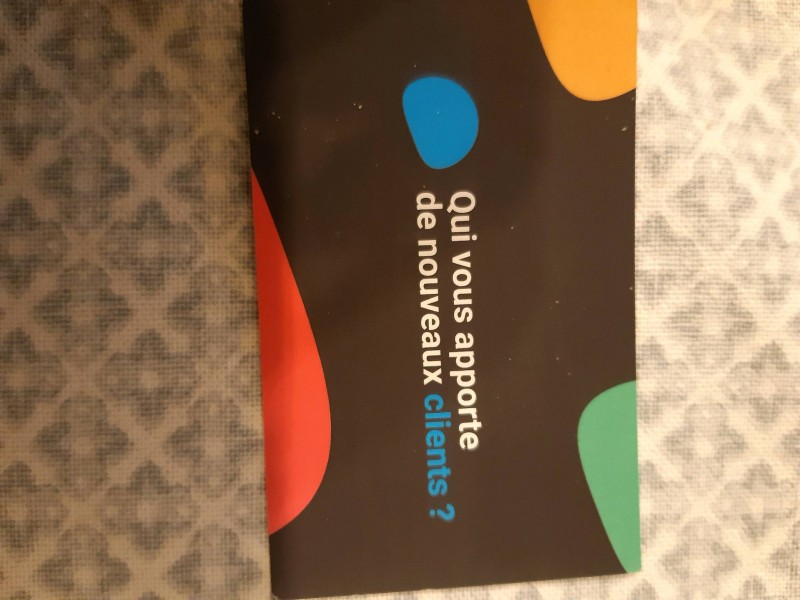 Qui vous apporte
de nouveaux clients ?